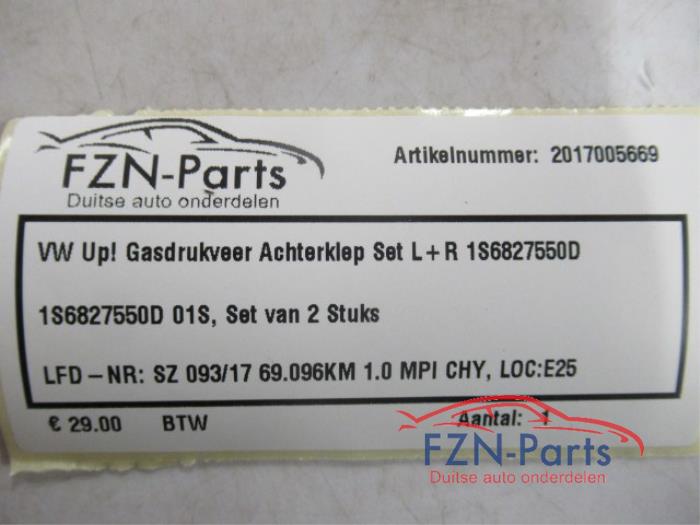 FZN-Parts
Duitse auto onderdelen
Artikelnummer: 2017005669
VW Up! Gasdrukveer Achterklep Set L+R 1S6827550D
1S6827550D 01S, Set van 2 Stuks
LFD-NR: SZ 093/17 69.096KM 1.0 MPI CHY, LOC:E25
€ 29.00 BTW Aantal: 1
FZN-Parts
Duitse auto onderdelen